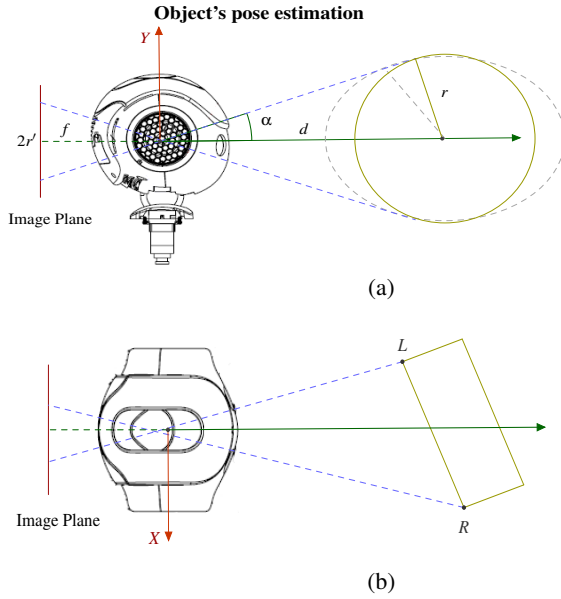 Object's pose estimation
Y
α
r
f
d
2r'
Image Plane
(a)
L
Image Plane
X
R
(b)